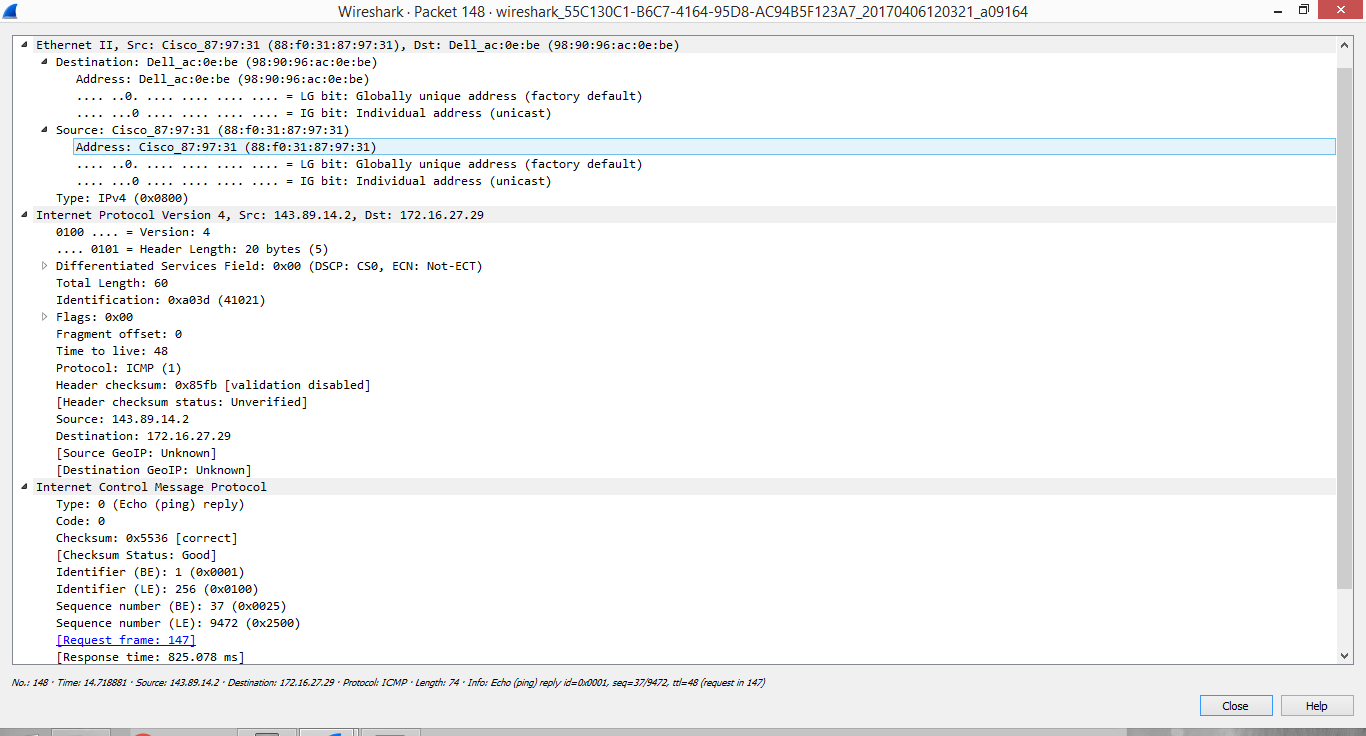 Wireshark · Packet 148 · wireshark_55C130C1-B6C7-4164-95D8-AC94B5F123A7_20170406120321_a09164
Ethernet II, Src: Cisco_87:97:31 (88:f0:31:87:97:31), Dst: Dell_ac:0e:be (98:90:96:ac:0e:be)
Destination: Dell_ac:0e:be (98:90:96:ac:0e:be)
Address: Dell_ac:0e:be (98:90:96:ac:0e:be)
.... ..0. .... .... .... .... = LG bit: Globally unique address (factory default)
.... ...0 .... .... .... .... = IG bit: Individual address (unicast)
Source: Cisco_87:97:31 (88:f0:31:87:97:31)
Address: Cisco_87:97:31 (88:f0:31:87:97:31)
.... ..0. .... .... .... .... = LG bit: Globally unique address (factory default)
.... ...0 .... .... .... .... = IG bit: Individual address (unicast)
Type: IPv4 (0x0800)
Internet Protocol Version 4, Src: 143.89.14.2, Dst: 172.16.27.29
0100 .... = Version: 4
.... 0101 = Header Length: 20 bytes (5)
Differentiated Services Field: 0x00 (DSCP: CS0, ECN: Not-ECT)
Total Length: 60
Identification: 0xa03d (41021)
Flags: 0x00
Fragment offset: 0
Time to live: 48
Protocol: ICMP (1)
Header checksum: 0x85fb [validation disabled]
[Header checksum status: Unverified]
Source: 143.89.14.2
Destination: 172.16.27.29
[Source GeoIP: Unknown]
[Destination GeoIP: Unknown]
Internet Control Message Protocol
Type: 0 (Echo (ping) reply)
Code: 0
Checksum: 0x5536 [correct]
[Checksum Status: Good]
Identifier (BE): 1 (0x0001)
Identifier (LE): 256 (0x0100)
Sequence number (BE): 37 (0x0025)
Sequence number (LE): 9472 (0x2500)
[Request frame: 147]
[Response time: 825.078 ms]
No.: 148 · Time: 14.718881 · Source: 143.89.14.2 · Destination: 172.16.27.29 · Protocol: ICMP · Length: 74 · Info: Echo (ping) reply id=0x0001, seq=37/9472, ttl=48 (request in 147)
Close
Help